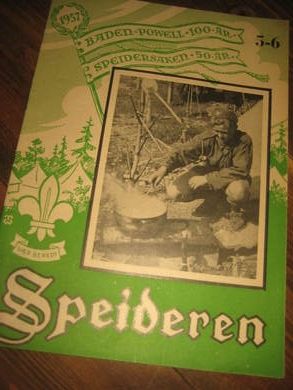 1957
BADEN-POWELL·100·ÅR·
SPEIDERSAKEN·50·ÅR·
5-6
VÆR BEREDT
Speideren